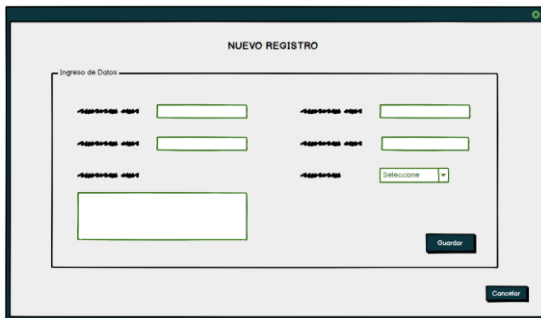 NUEVO REGISTRO
Ingreso de Datos
Seleccione
Guardar
Cancelar